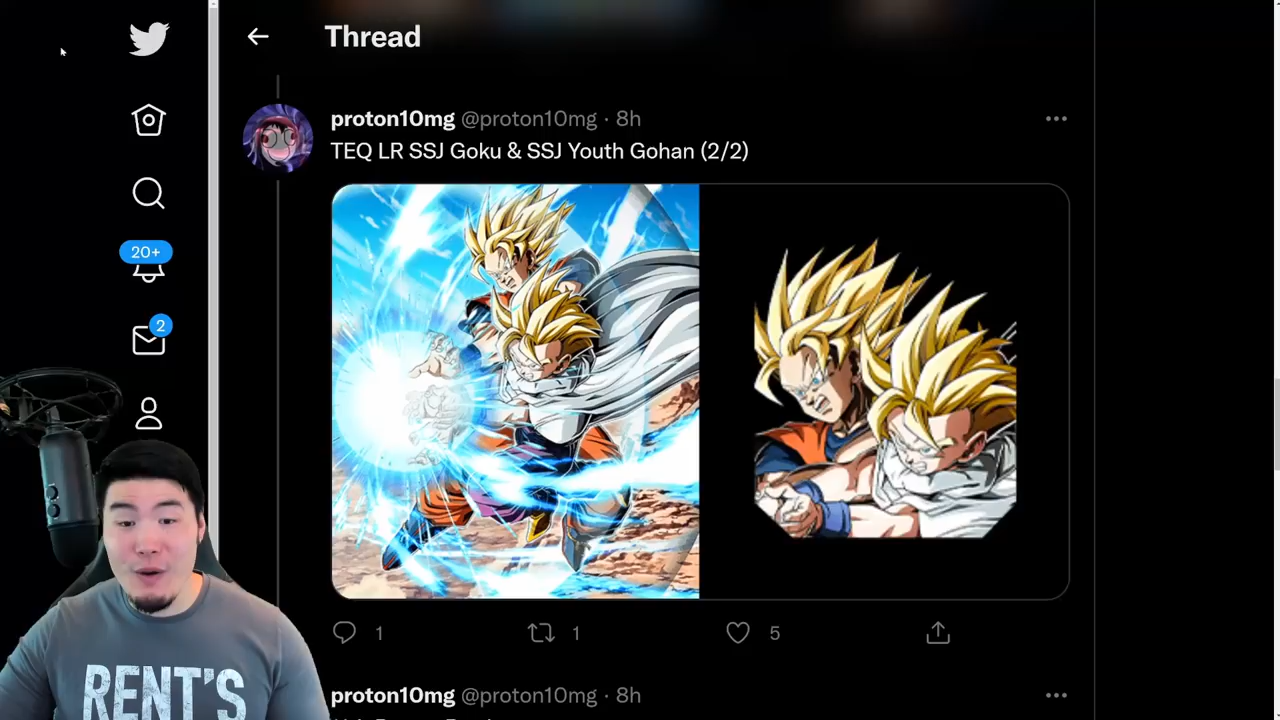 Thread
proton10mg @proton10mg · 8h
TEQ LR SSJ Goku & SSJ Youth Gohan (2/2)
20+
2
1
1
5
proton10mg @proton10mg · 8h
RENT'S